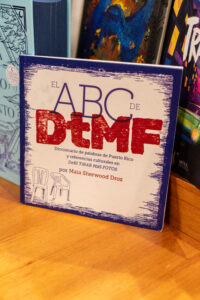 EL
ABC
DE
DtMF
Diccionario de palabras de Puerto Rico
y referencias culturales en
DeBÍ TiRAR MáS FOTOS
por Maia Sherwood Droz